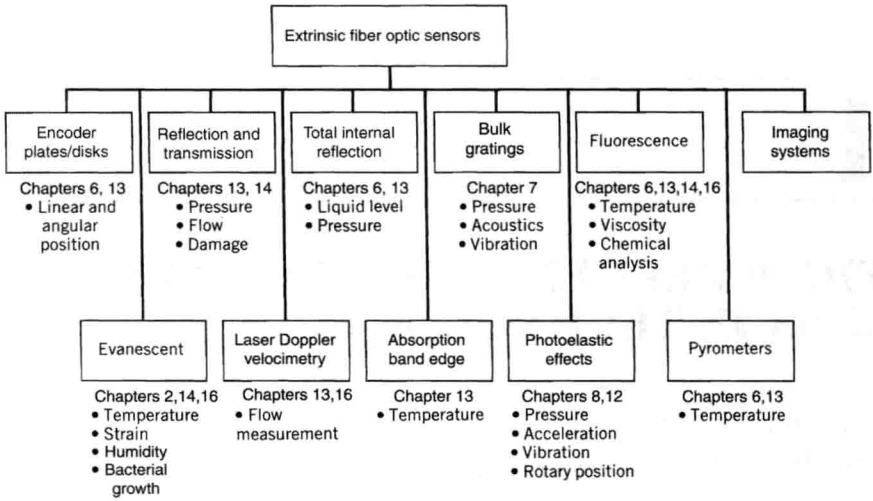 Extrinsic fiber optic sensors
Encoder
plates/disks
Chapters 6, 13
• Linear and
angular
position
Reflection and
transmission
Chapters 13, 14
• Pressure
• Flow
• Damage
Total internal
reflection
Chapters 6, 13
• Liquid level
• Pressure
Bulk
gratings
Chapter 7
• Pressure
• Acoustics
• Vibration
Fluorescence
Chapters 6,13,14,16
• Temperature
• Viscosity
• Chemical
analysis
Imaging
systems
Evanescent
Chapters 2,14,16
• Temperature
• Strain
• Humidity
• Bacterial
growth
Laser Doppler
velocimetry
Chapters 13,16
• Flow
measurement
Absorption
band edge
Chapter 13
• Temperature
Photoelastic
effects
Chapters 8,12
• Pressure
• Acceleration
• Vibration
• Rotary position
Pyrometers
Chapters 6,13
• Temperature